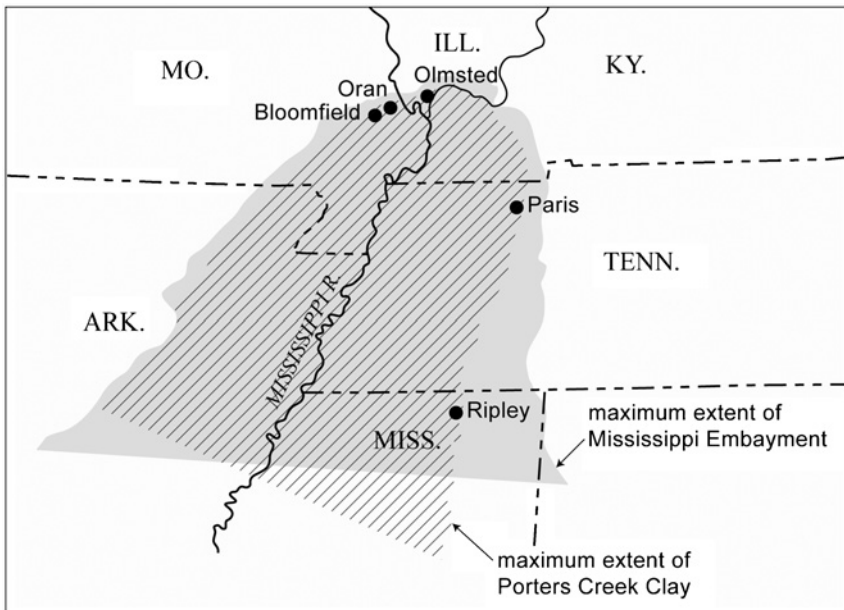 ILL.
MO.
KY.
Oran
Olmsted
Bloomfield
Paris
TENN.
ARK.
MISSISSIPPI R.
Ripley
MISS.
maximum extent of
Mississippi Embayment
maximum extent of
Porters Creek Clay